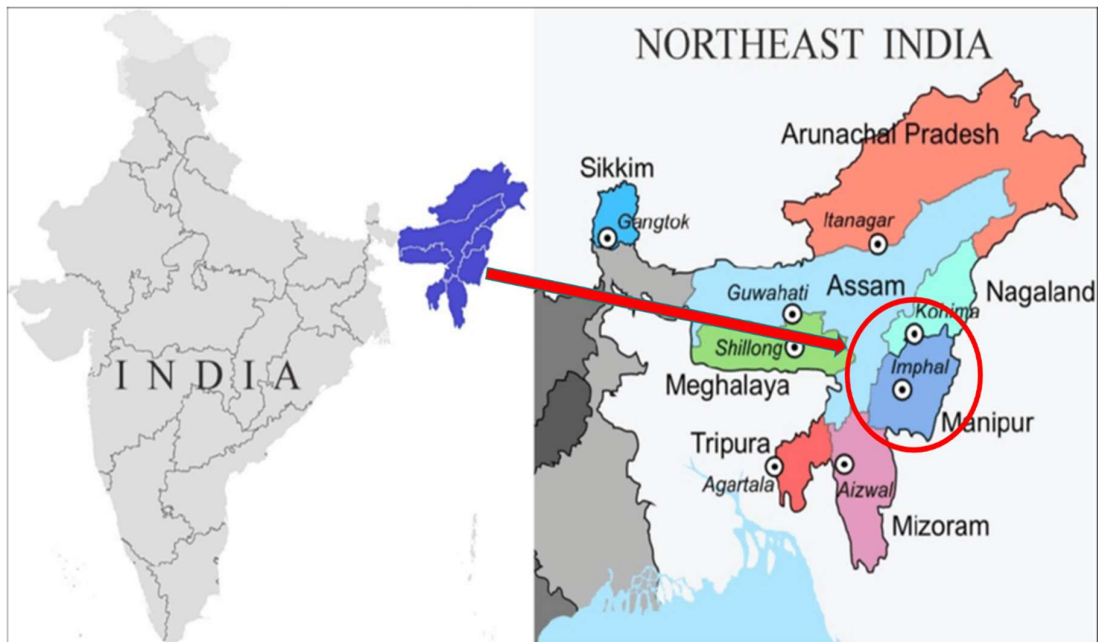 INDIA
NORTHEAST INDIA
Arunachal Pradesh
Sikkim
Gangtok
Itanagar
Assam
Guwahati
Nagaland
Kohima
Shillong
Imphal
Meghalaya
Manipur
Tripura
Agartala
Aizwal
Mizoram